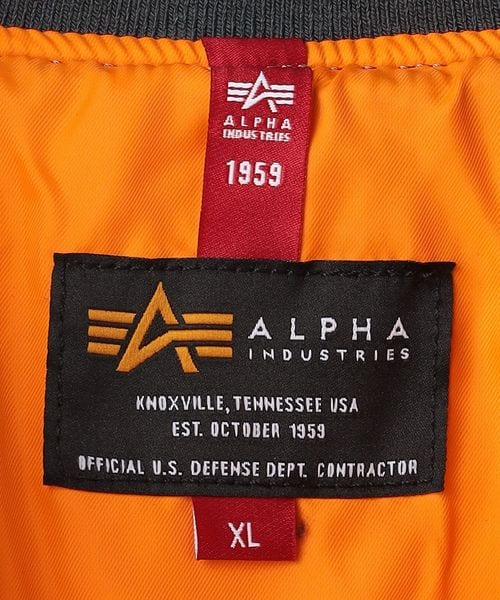 ALPHA
INDUSTRIES
1959
ALPHA
INDUSTRIES
KNOXVILLE, TENNESSEE USA
EST. OCTOBER 1959
OFFICIAL U.S. DEFENSE DEPT. CONTRACTOR
XL